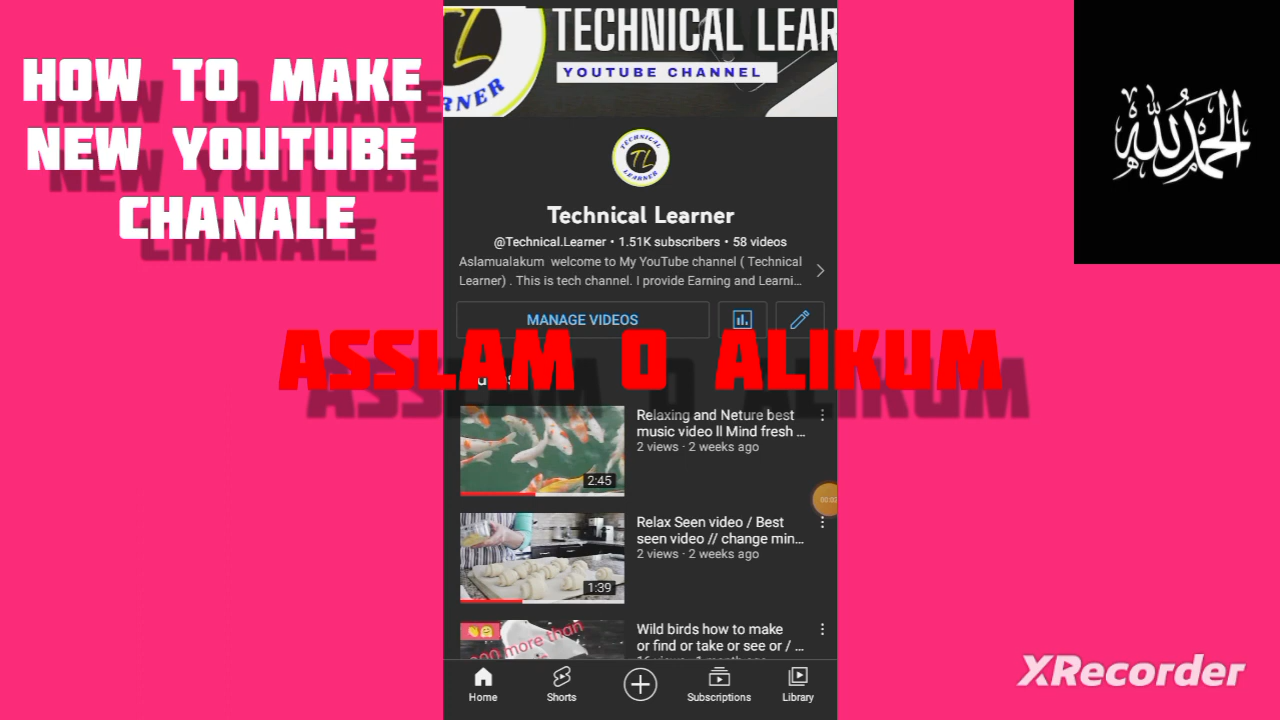 HOW TO MAKE
NEW YOUTUBE
CHANALE
الحمد لله
TL
RNER
TECHNICAL LEAR
YOUTUBE CHANNEL
TECHNICAL
TL
LEARNER
Technical Learner
@Technical.Learner • 1.51K subscribers • 58 videos
Aslamualakum welcome to My YouTube channel ( Technical
Learner) . This is tech channel. I provide Earning and Learni...
MANAGE VIDEOS
ASSLAM O ALIKUM
Relaxing and Neture best
music video ll Mind fresh ...
2 views · 2 weeks ago
2:45
Relax Seen video / Best
seen video // change min...
2 views · 2 weeks ago
1:39
Wild birds how to make
or find or take or see or / ...
more than
Home
Shorts
Subscriptions
Library
XRecorder